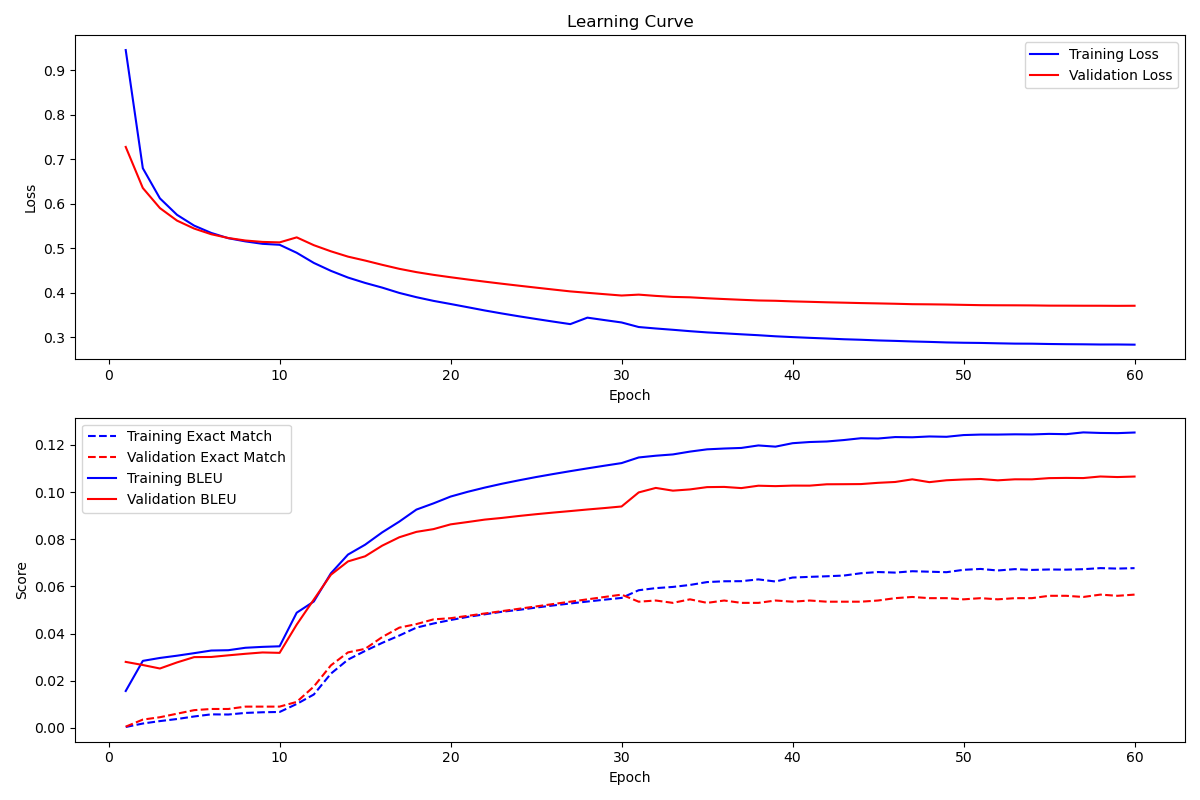 Learning Curve
Training Loss
Validation Loss
0.9
0.8
0.7
0.6
0.5
0.4
0.3
Loss
0 10 20 30 40 50 60
Epoch
Training Exact Match
Validation Exact Match
Training BLEU
Validation BLEU
0.12
0.10
0.08
0.06
0.04
0.02
0.00
Score
0 10 20 30 40 50 60
Epoch